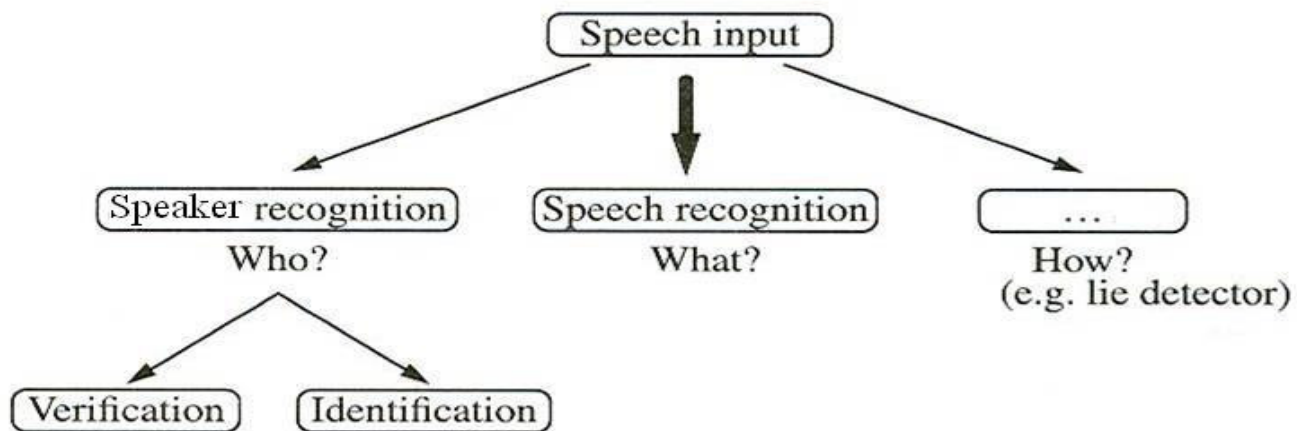 Speech input
Speaker recognition
Speech recognition
...
Who?
What?
How?
(e.g. lie detector)
Verification
Identification